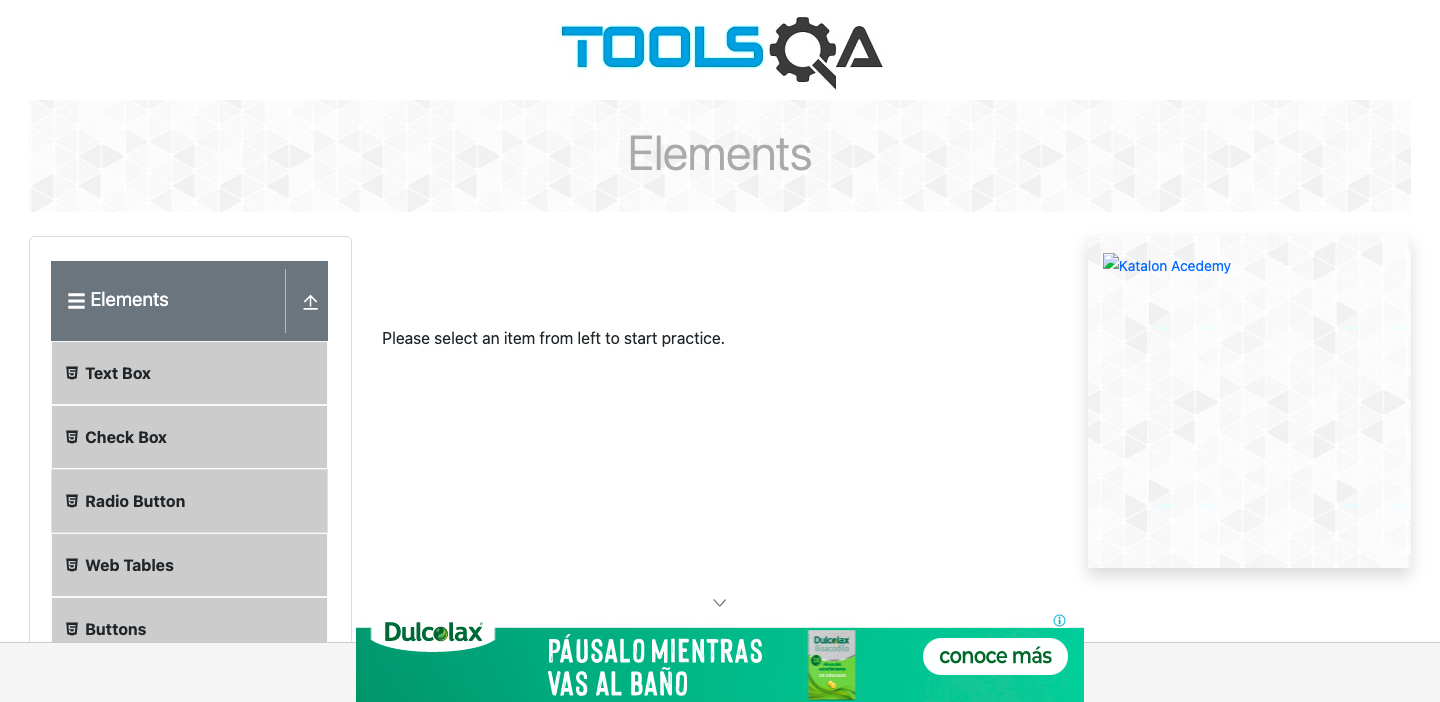 TOOLSQA
Elements
Elements
Text Box
Check Box
Radio Button
Web Tables
Buttons
Please select an item from left to start practice.
Katalon Acedemy
Dulcolax
PÁUSALO MIENTRAS
VAS AL BAÑO
Dulcolax
Bisacodilo
conoce más